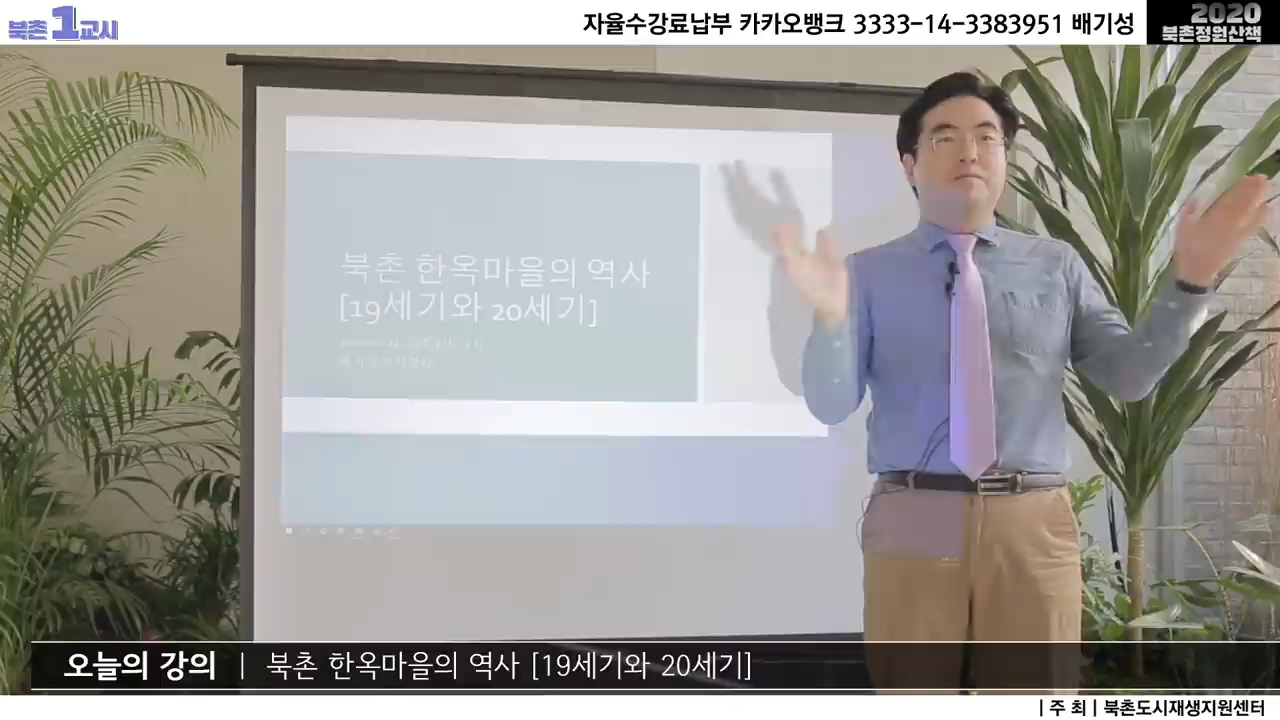 북촌 1교시
자율수강료납부 카카오뱅크 3333-14-3383951 배기성
2020
북촌정원산책
북촌 한옥마을의 역사
[19세기와 20세기]
오늘의 강의 | 북촌 한옥마을의 역사 [19세기와 20세기]
| 주 최 | 북촌도시재생지원센터